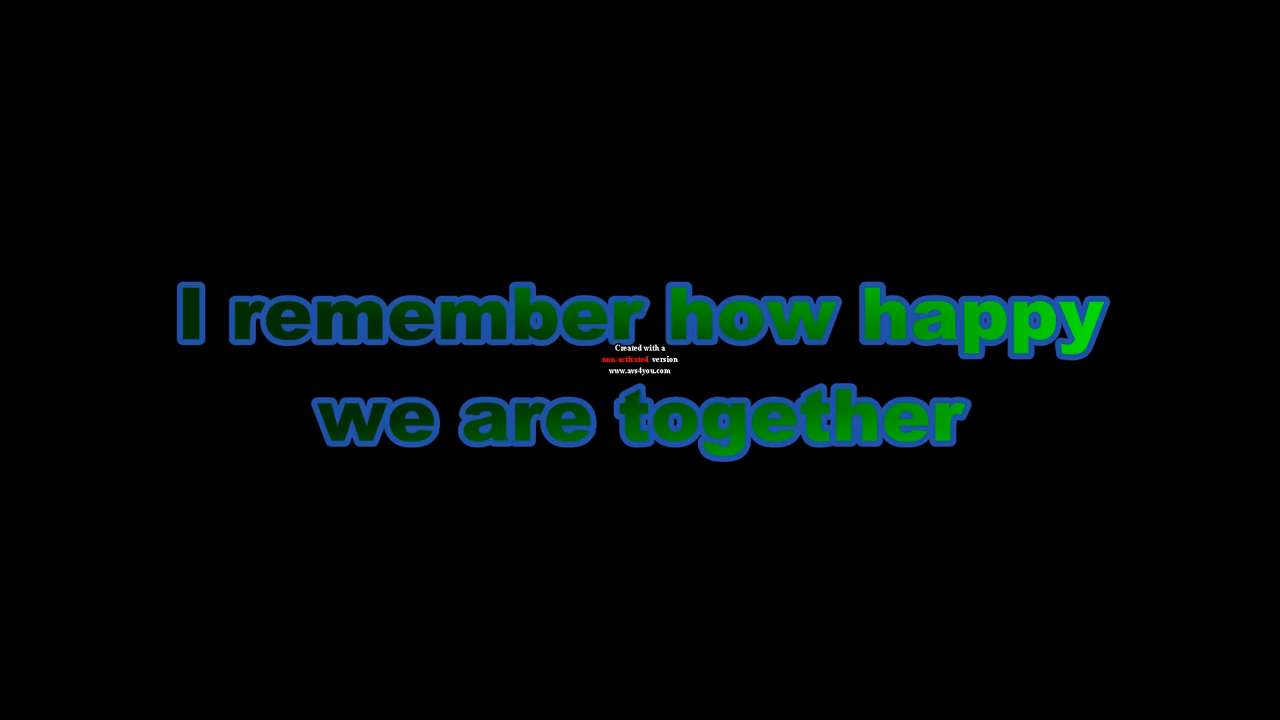 I remember how happy
Created with a
non-activated version
www.avs4you.com
we are together